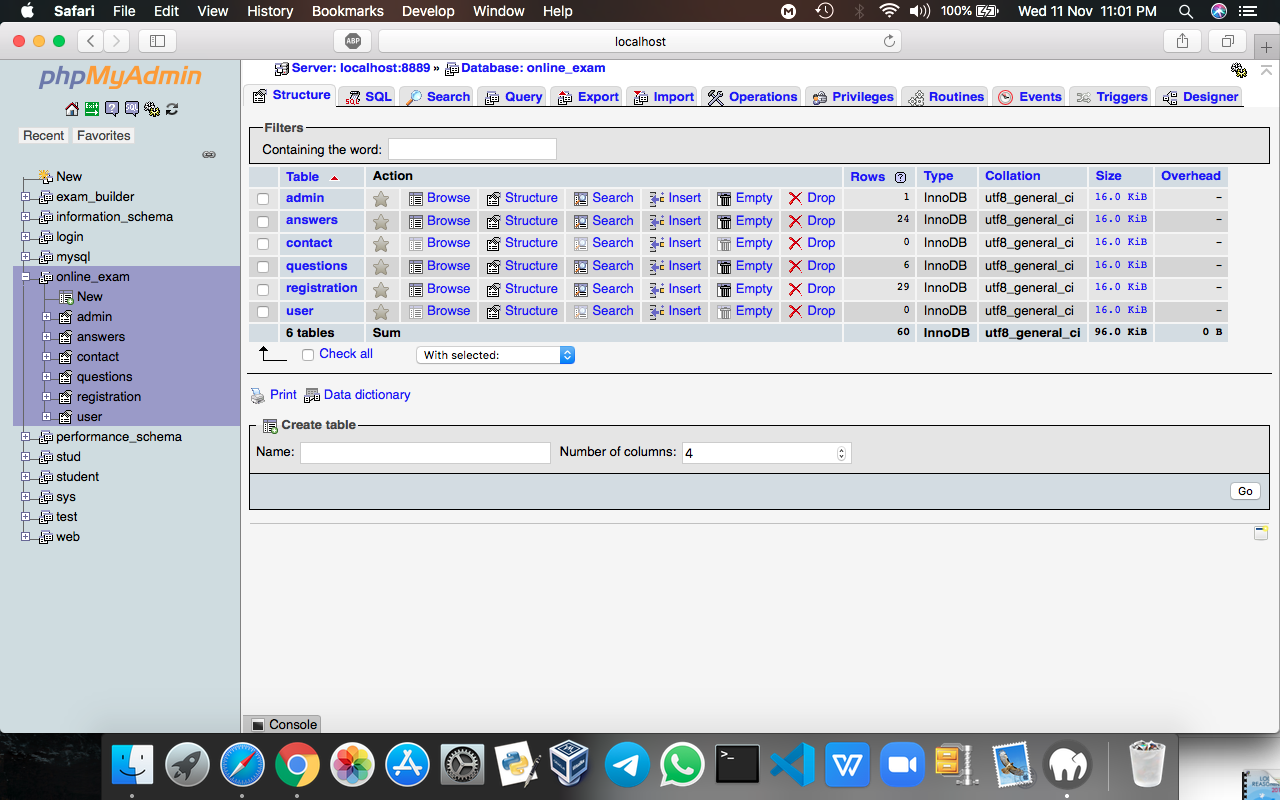 Safari File Edit View History Bookmarks Develop Window Help 100% Wed 11 Nov 11:01 PM
ABP localhost
phpMyAdmin
Recent Favorites
New
exam_builder
information_schema
login
mysql
online_exam
New
admin
answers
contact
questions
registration
user
performance_schema
stud
student
sys
test
web
Server: localhost:8889 » Database: online_exam
Structure SQL Search Query Export Import Operations Privileges Routines Events Triggers Designer
Filters
Containing the word:
Table Action Rows Type Collation Size Overhead
admin Browse Structure Search Insert Empty Drop 1 InnoDB utf8_general_ci 16.0 KiB –
answers Browse Structure Search Insert Empty Drop 24 InnoDB utf8_general_ci 16.0 KiB –
contact Browse Structure Search Insert Empty Drop 0 InnoDB utf8_general_ci 16.0 KiB –
questions Browse Structure Search Insert Empty Drop 6 InnoDB utf8_general_ci 16.0 KiB –
registration Browse Structure Search Insert Empty Drop 29 InnoDB utf8_general_ci 16.0 KiB –
user Browse Structure Search Insert Empty Drop 0 InnoDB utf8_general_ci 16.0 KiB –
6 tables Sum 60 InnoDB utf8_general_ci 96.0 KiB 0 B
Check all With selected:
Print Data dictionary
Create table
Name: Number of columns: 4
Go
Console